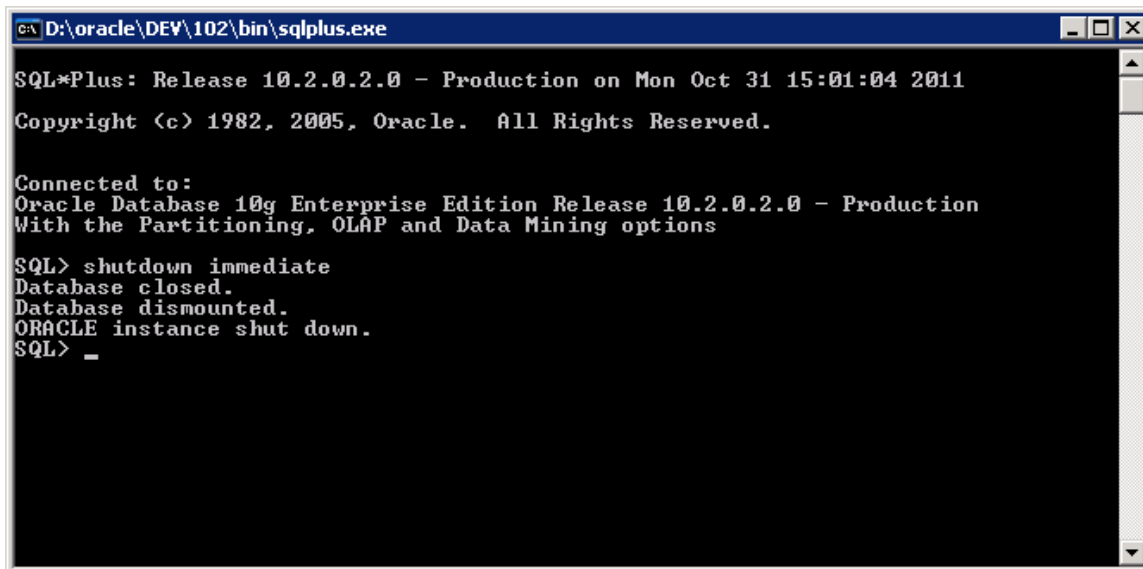 D:\oracle\DEV\102\bin\sqlplus.exe
SQL*Plus: Release 10.2.0.2.0 - Production on Mon Oct 31 15:01:04 2011
Copyright (c) 1982, 2005, Oracle.  All Rights Reserved.
Connected to:
Oracle Database 10g Enterprise Edition Release 10.2.0.2.0 - Production
With the Partitioning, OLAP and Data Mining options
SQL> shutdown immediate
Database closed.
Database dismounted.
ORACLE instance shut down.
SQL> _